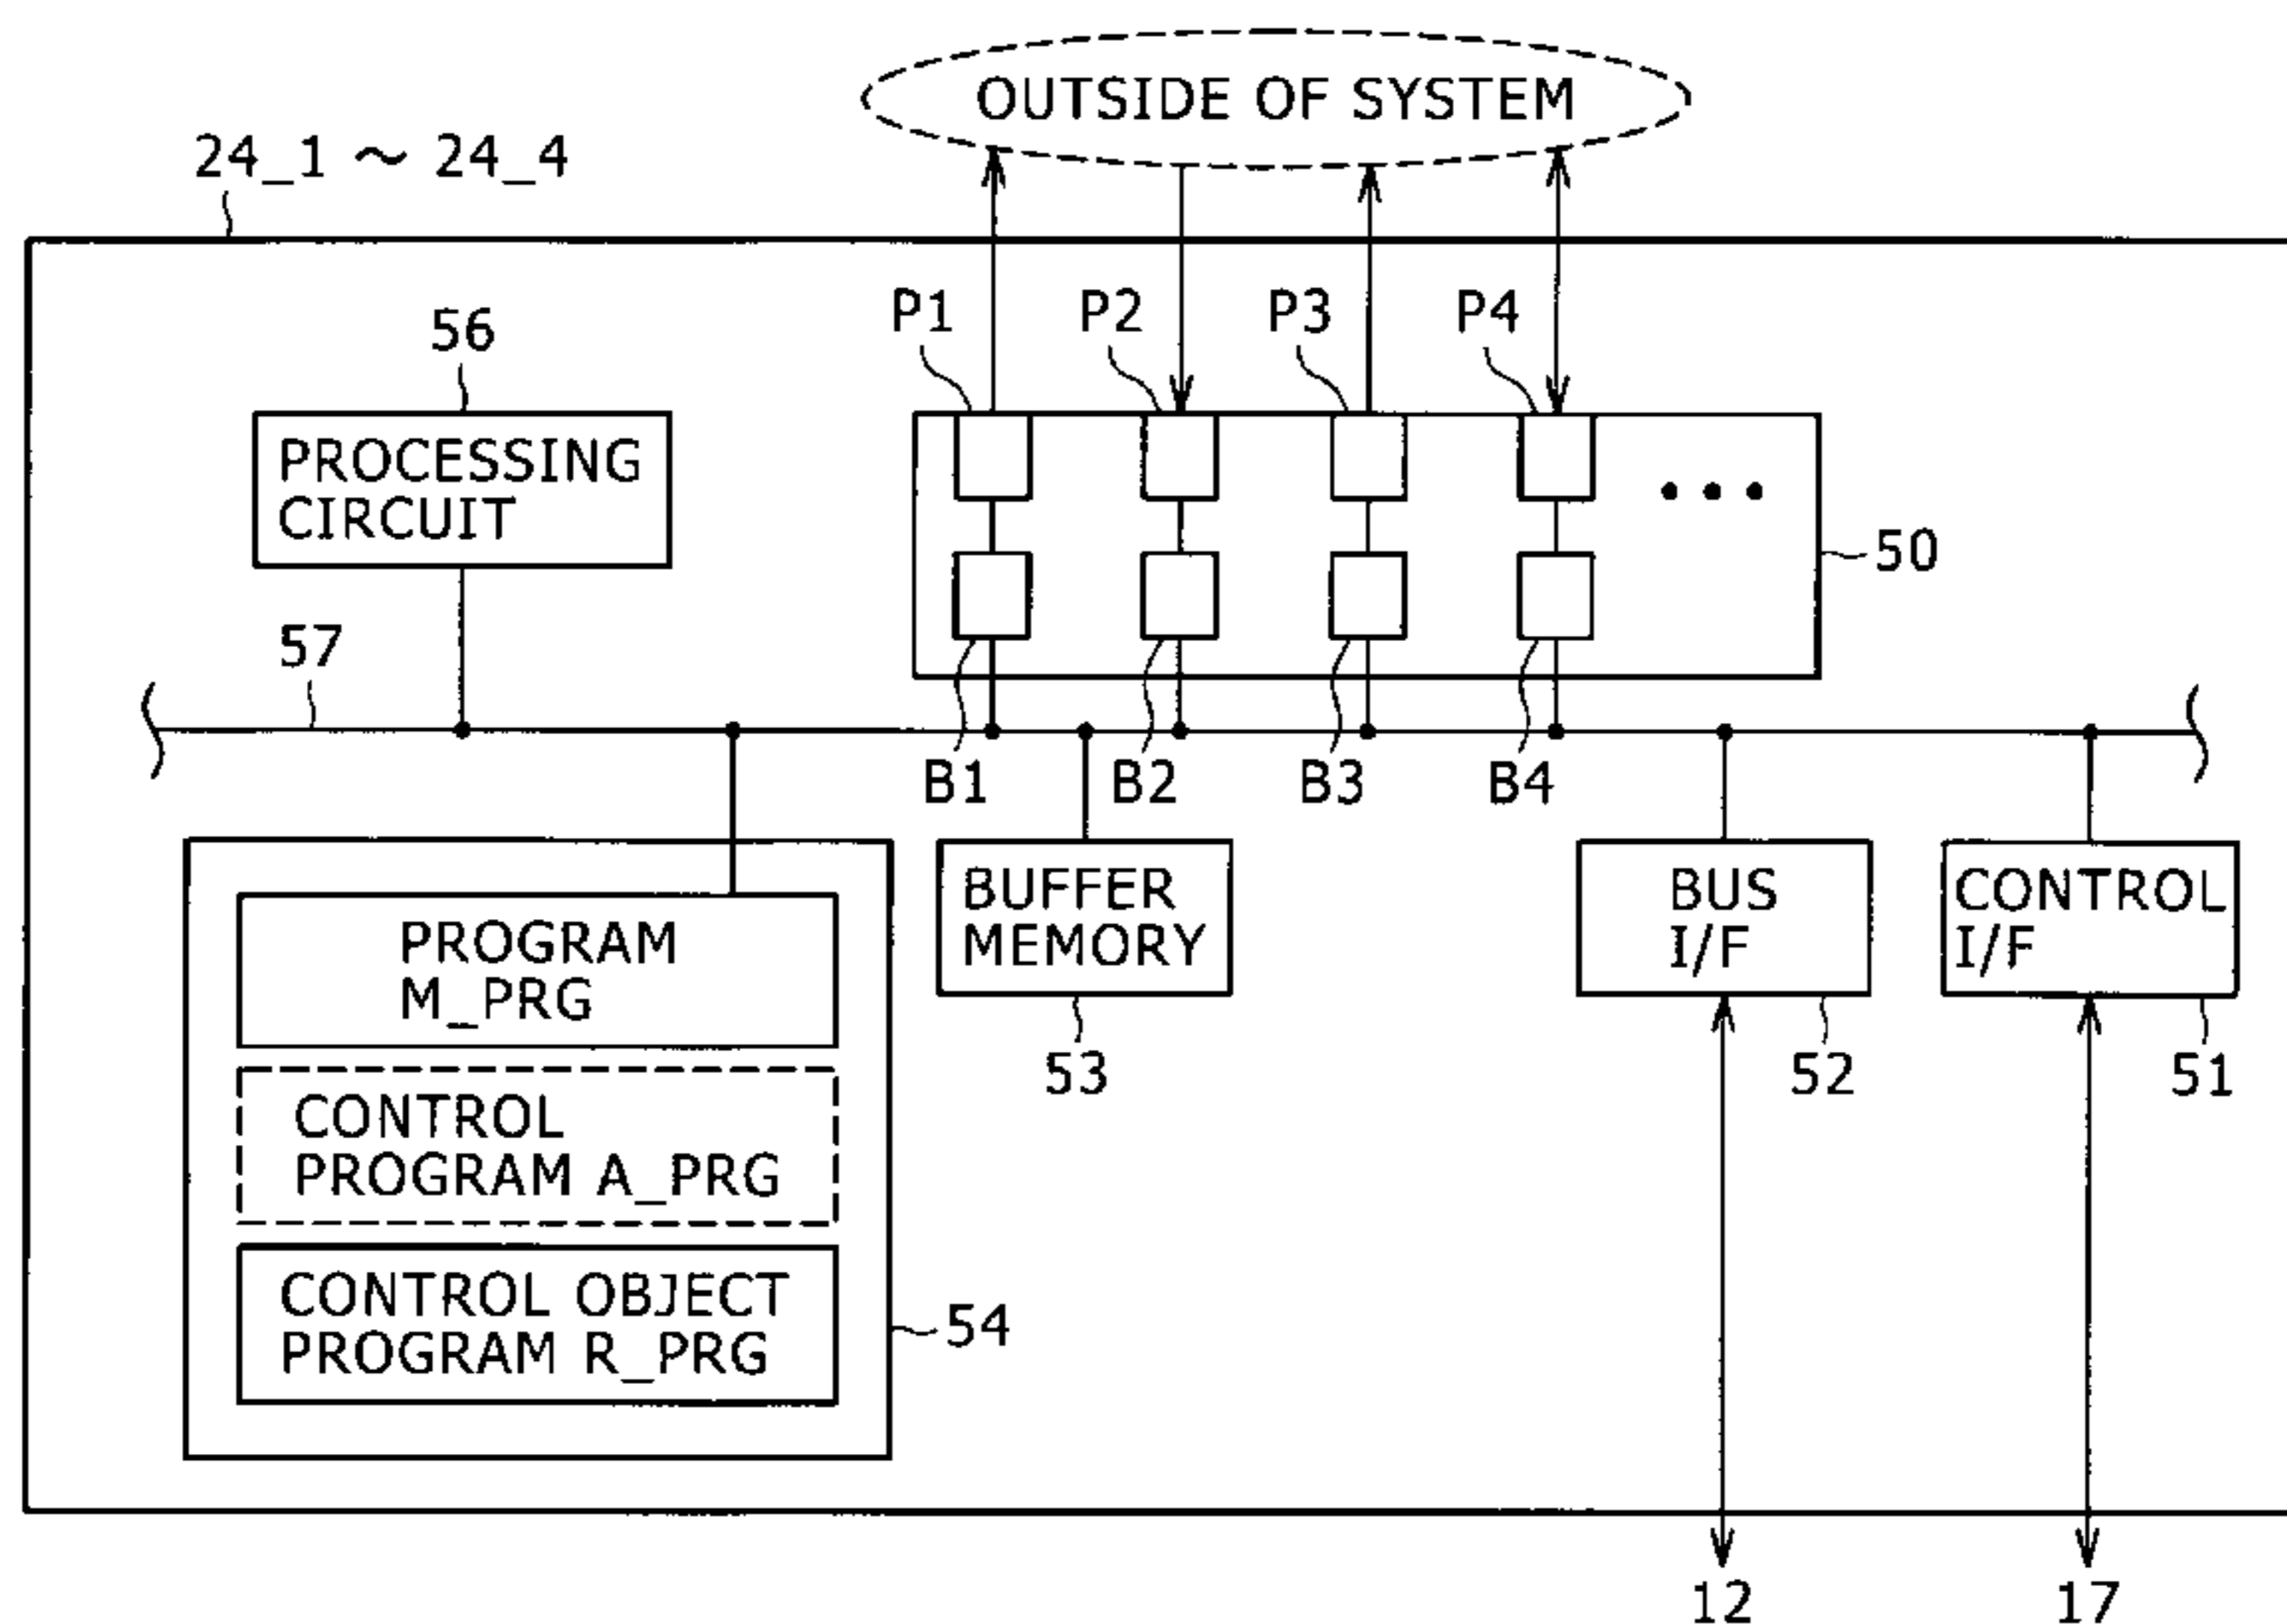 OUTSIDE OF SYSTEM
24_1 ～ 24_4
P1 P2 P3 P4
56
PROCESSING
CIRCUIT
50
57
B1 B2 B3 B4
PROGRAM
M_PRG
CONTROL
PROGRAM A_PRG
CONTROL OBJECT
PROGRAM R_PRG
54
BUFFER
MEMORY
53
BUS
I/F
52
CONTROL
I/F
51
12
17